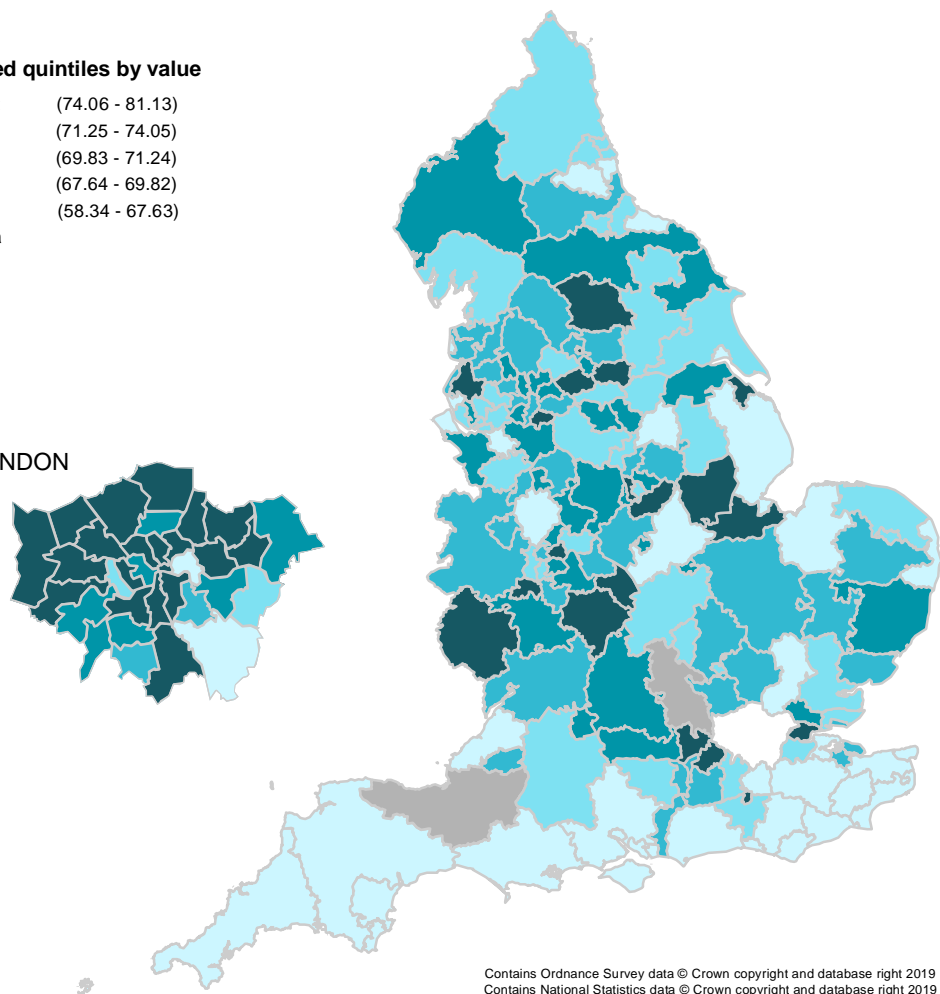 ed quintiles by value
(74.06 - 81.13)
(71.25 - 74.05)
(69.83 - 71.24)
(67.64 - 69.82)
(58.34 - 67.63)
NDON
Contains Ordnance Survey data © Crown copyright and database right 2019
Contains National Statistics data © Crown copyright and database right 2019